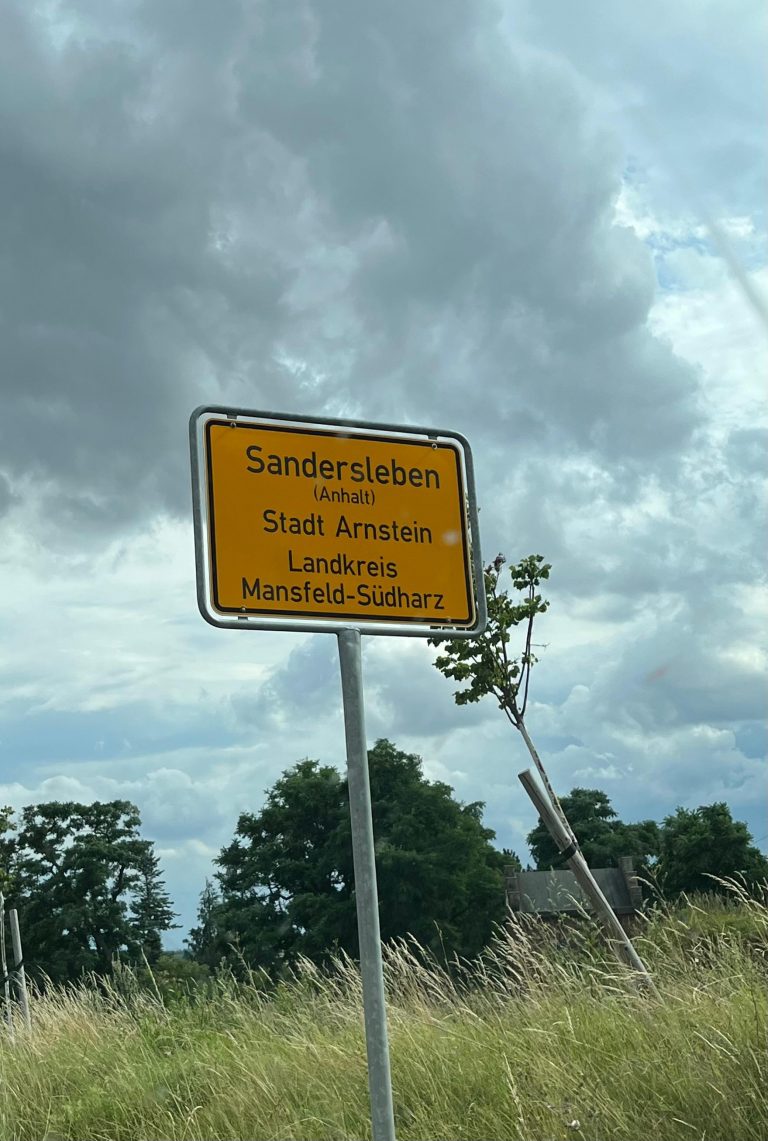 Sandersleben
(Anhalt)
Stadt Arnstein
Landkreis
Mansfeld-Südharz